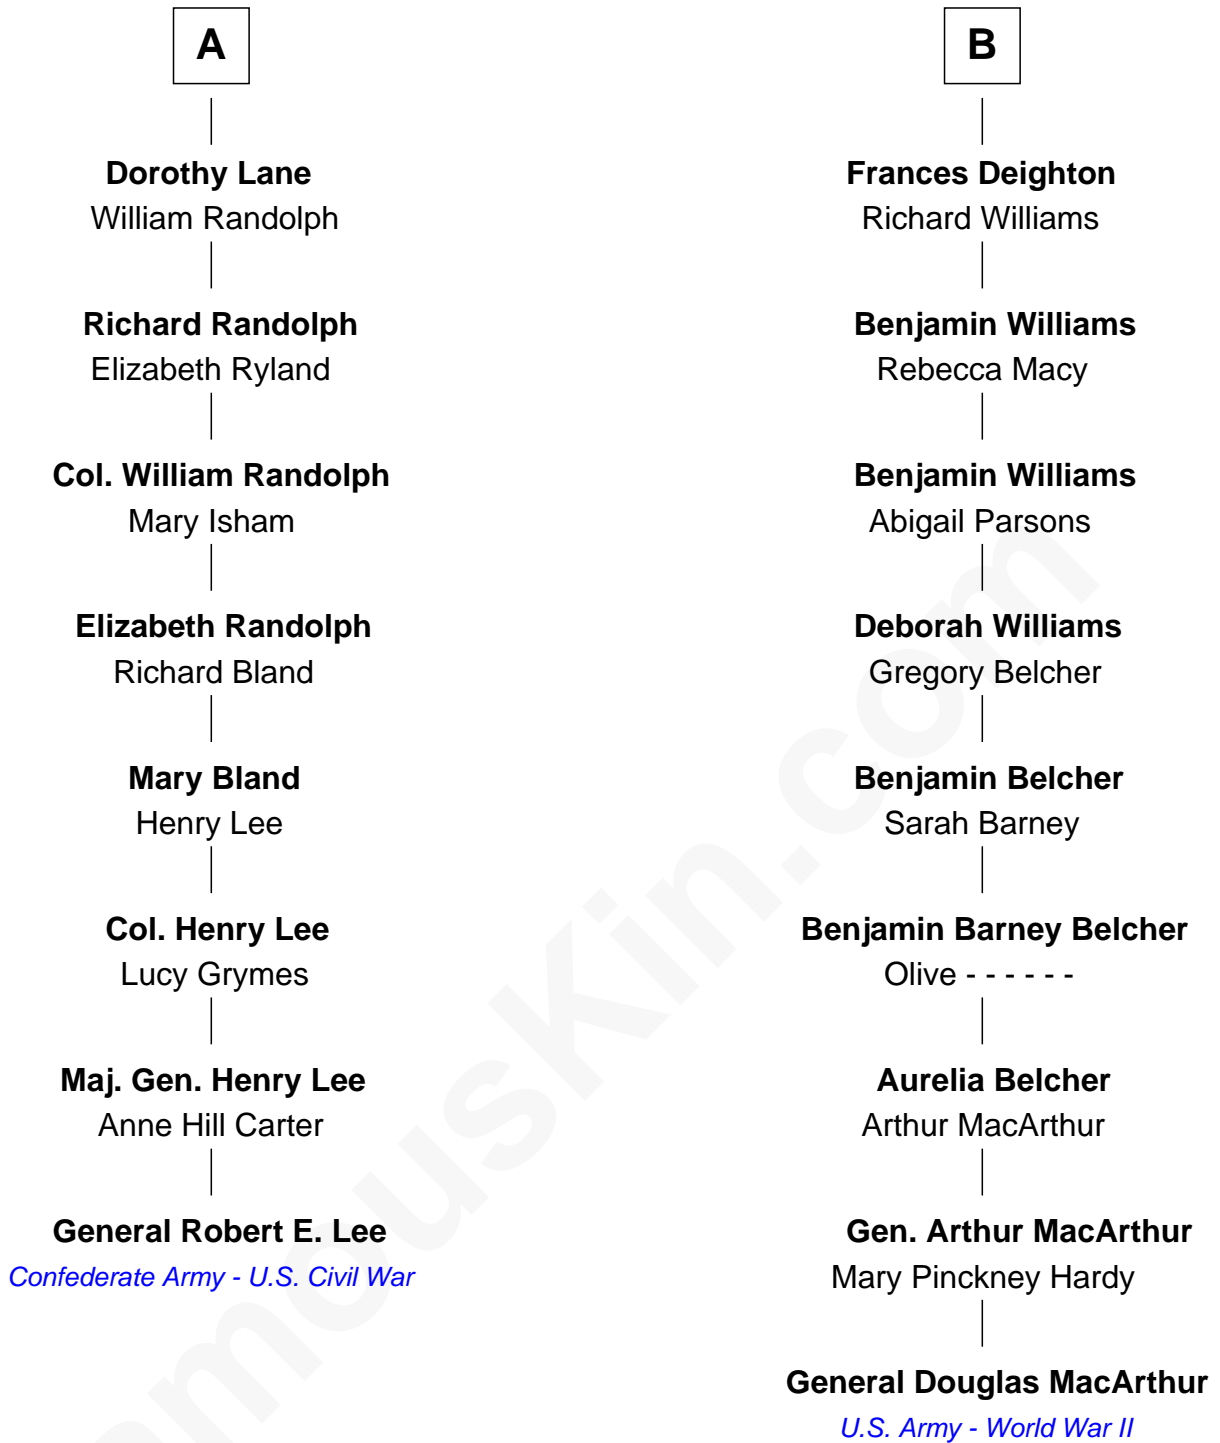 A
Dorothy Lane
William Randolph
Richard Randolph
Elizabeth Ryland
Col. William Randolph
Mary Isham
Elizabeth Randolph
Richard Bland
Mary Bland
Henry Lee
Col. Henry Lee
Lucy Grymes
Maj. Gen. Henry Lee
Anne Hill Carter
General Robert E. Lee
Confederate Army - U.S. Civil War
B
Frances Deighton
Richard Williams
Benjamin Williams
Rebecca Macy
Benjamin Williams
Abigail Parsons
Deborah Williams
Gregory Belcher
Benjamin Belcher
Sarah Barney
Benjamin Barney Belcher
Olive - - - - - -
Aurelia Belcher
Arthur MacArthur
Gen. Arthur MacArthur
Mary Pinckney Hardy
General Douglas MacArthur
U.S. Army - World War II
amouskin.com